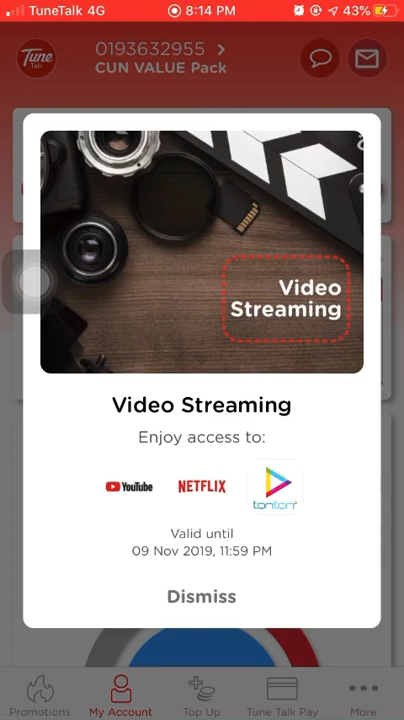 TuneTalk 4G
8:14 PM
43%
Tune
Talk
0193632955
CUN VALUE Pack
Video
Streaming
Video Streaming
Enjoy access to:
YouTube
NETFLIX
tonton
Valid until
09 Nov 2019, 11:59 PM
Dismiss
Promotions
My Account
Top Up
Tune Talk Pay
More